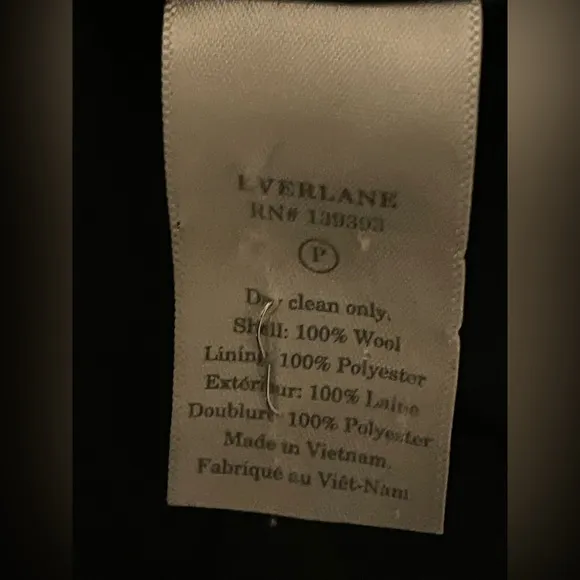 EVERLANE
RN# 139393
P
Dry clean only.
Shell: 100% Wool
Lining: 100% Polyester
Extérieur: 100% Laine
Doublure: 100% Polyester
Made in Vietnam.
Fabriqué au Viêt-Nam